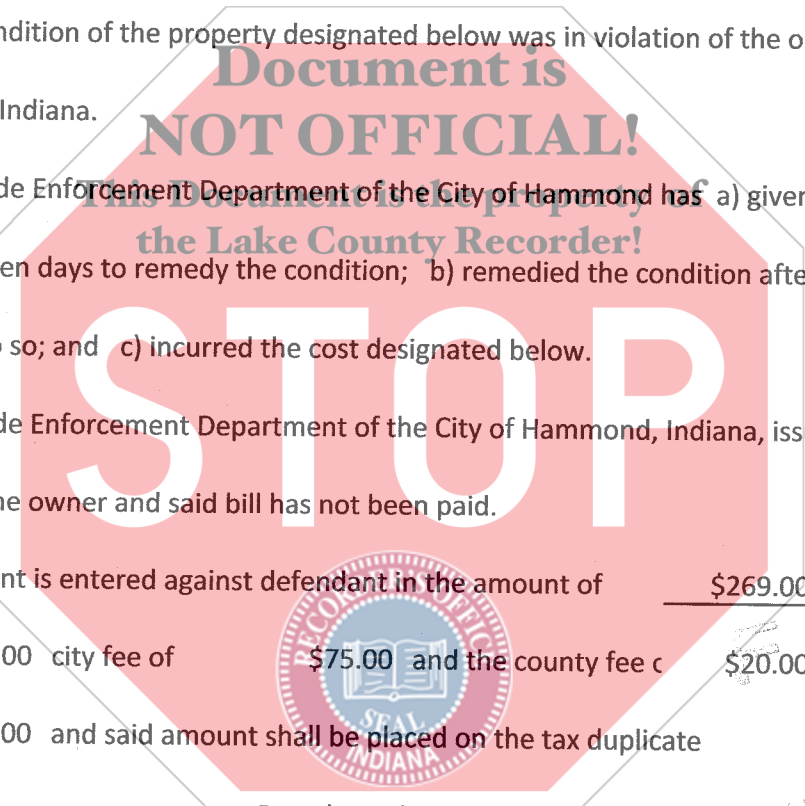 ndition of the property designated below was in violation of the o
Document is
Indiana.
NOT OFFICIAL!
de Enforcement Department of the City of Hammond has a) given
This Document is the property of
the Lake County Recorder!
en days to remedy the condition; b) remedied the condition afte
so; and c) incurred the cost designated below.
STOP
de Enforcement Department of the City of Hammond, Indiana, iss
he owner and said bill has not been paid.
nt is entered against defendant in the amount of $269.00
RECORDER'S OFFICE
00 city fee of $75.00 and the county fee c $20.00
SEAL
INDIANA
00 and said amount shall be placed on the tax duplicate